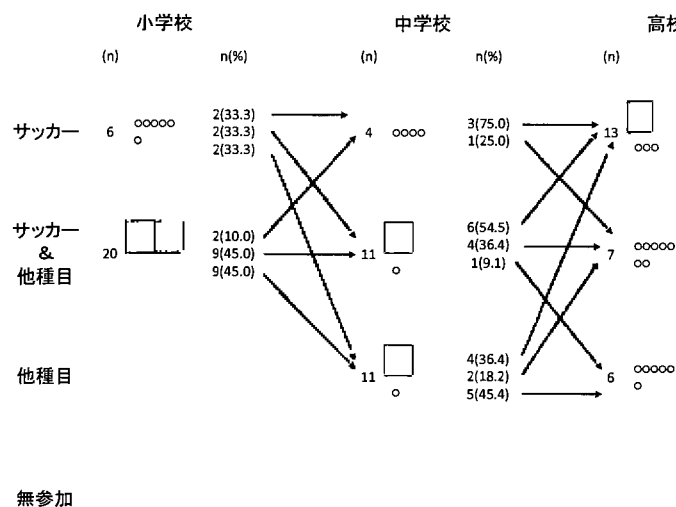 小学校 中学校 高校
(n) n(%) (n) n(%) (n)
サッカー 6 ○○○○○ 2(33.3) 4 ○○○○ 3(75.0) 13
○ 2(33.3) 1(25.0) ○○○
2(33.3)
サッカー
&
他種目
20 2(10.0) 11 6(54.5) 7 ○○○○○
9(45.0) ○ 4(36.4) ○○
9(45.0) 1(9.1)
他種目 11 4(36.4) 6 ○○○○○
○ 2(18.2) ○
5(45.4)
無参加